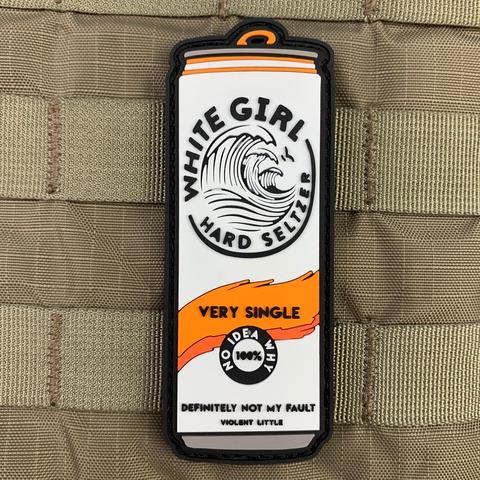 WHITE GIRL
HARD SELTZER
VERY SINGLE
NO IDEA WHY
100%
DEFINITELY NOT MY FAULT
VIOLENT LITTLE